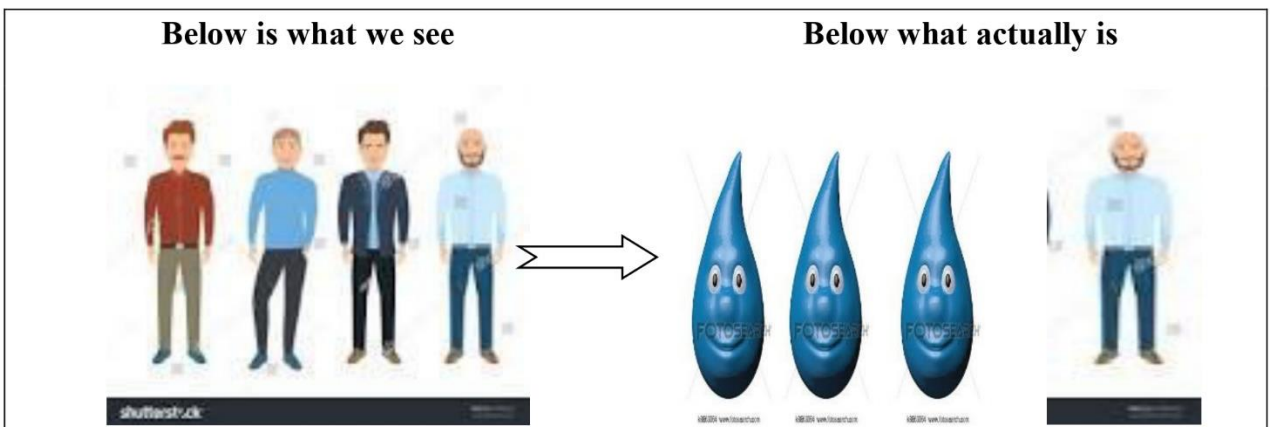 Below is what we see
Below what actually is
FOTOSEARCH FOTOSEARCH FOTOSEARCH
shutterstock